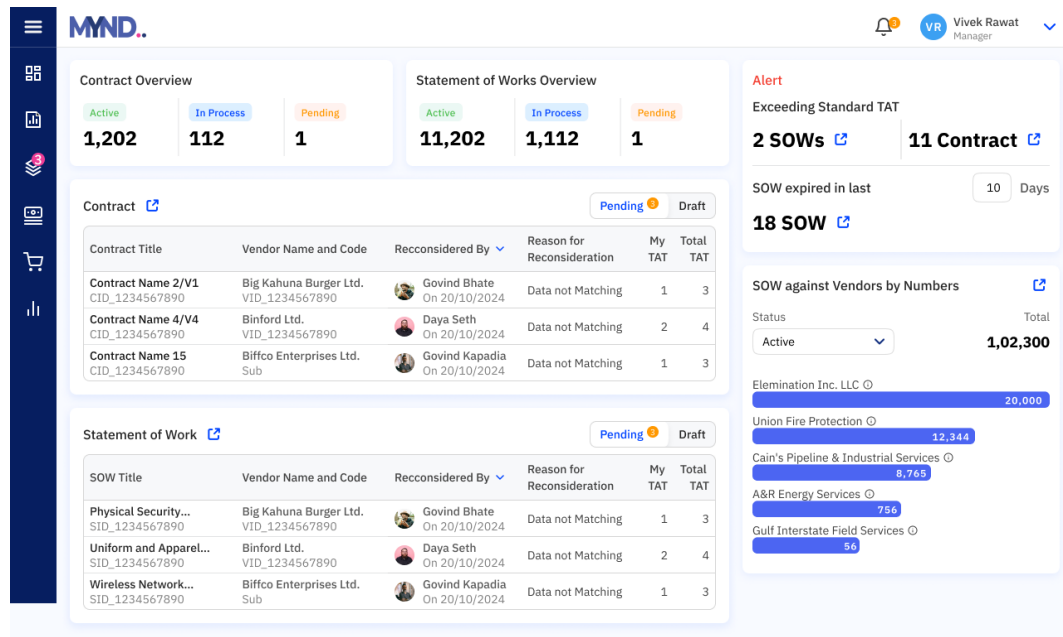 MYND..
3
VR
Vivek Rawat
Manager
3
Contract Overview
Active
In Process
Pending
1,202
112
1
Statement of Works Overview
Active
In Process
Pending
11,202
1,112
1
Alert
Exceeding Standard TAT
2 SOWs
11 Contract
SOW expired in last
10
Days
18 SOW
Contract
Pending 3
Draft
Contract Title
Vendor Name and Code
Recconsidered By
Reason for
Reconsideration
My
TAT
Total
TAT
Contract Name 2/V1
CID_1234567890
Big Kahuna Burger Ltd.
VID_1234567890
Govind Bhate
On 20/10/2024
Data not Matching
1
3
Contract Name 4/V4
CID_1234567890
Binford Ltd.
VID_1234567890
Daya Seth
On 20/10/2024
Data not Matching
2
4
Contract Name 15
CID_1234567890
Biffco Enterprises Ltd.
Sub
Govind Kapadia
On 20/10/2024
Data not Matching
1
3
Statement of Work
Pending 3
Draft
SOW Title
Vendor Name and Code
Recconsidered By
Reason for
Reconsideration
My
TAT
Total
TAT
Physical Security...
SID_1234567890
Big Kahuna Burger Ltd.
VID_1234567890
Govind Bhate
On 20/10/2024
Data not Matching
1
3
Uniform and Apparel...
SID_1234567890
Binford Ltd.
VID_1234567890
Daya Seth
On 20/10/2024
Data not Matching
2
4
Wireless Network...
SID_1234567890
Biffco Enterprises Ltd.
Sub
Govind Kapadia
On 20/10/2024
Data not Matching
1
3
SOW against Vendors by Numbers
Status
Total
Active
1,02,300
Elemination Inc. LLC
20,000
Union Fire Protection
12,344
Cain's Pipeline & Industrial Services
8,765
A&R Energy Services
756
Gulf Interstate Field Services
56